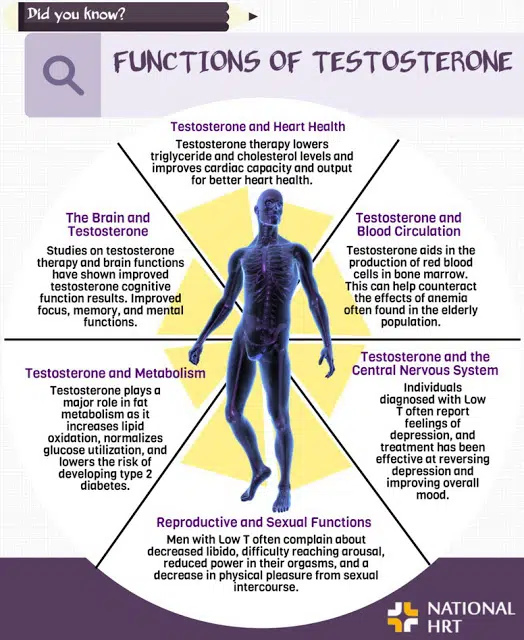 Did you know?
FUNCTIONS OF TESTOSTERONE
Testosterone and Heart Health
Testosterone therapy lowers
triglyceride and cholesterol levels and
improves cardiac capacity and output
for better heart health.
The Brain and
Testosterone
Studies on testosterone
therapy and brain functions
have shown improved
testosterone cognitive
function results. Improved
focus, memory, and mental
functions.
Testosterone and
Blood Circulation
Testosterone aids in the
production of red blood
cells in bone marrow.
This can help counteract
the effects of anemia
often found in the elderly
population.
Testosterone and Metabolism
Testosterone plays a
major role in fat
metabolism as it
increases lipid
oxidation, normalizes
glucose utilization, and
lowers the risk of
developing type 2
diabetes.
Testosterone and the
Central Nervous System
Individuals
diagnosed with Low
T often report
feelings of
depression, and
treatment has been
effective at reversing
depression and
improving overall
mood.
Reproductive and Sexual Functions
Men with Low T often complain about
decreased libido, difficulty reaching arousal,
reduced power in their orgasms, and a
decrease in physical pleasure from sexual
intercourse.
NATIONAL
HRT